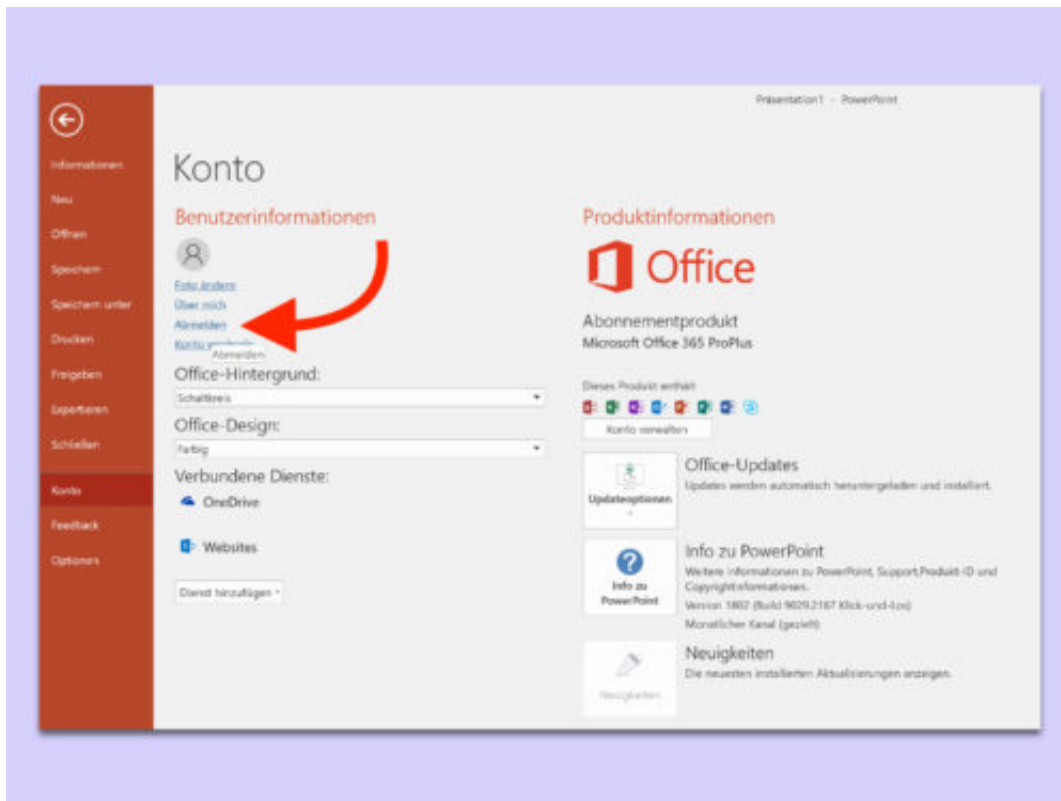 Präsentation1 - PowerPoint
Informationen
Neu
Öffnen
Speichern
Speichern unter
Drucken
Freigeben
Exportieren
Schließen
Konto
Feedback
Optionen
Konto
Benutzerinformationen
Foto ändern
Über mich
Abmelden
Konto
Abmelden
Office-Hintergrund:
Schaltkreis
Office-Design:
Farbig
Verbundene Dienste:
OneDrive
Websites
Dienst hinzufügen
Produktinformationen
Office
Abonnementprodukt
Microsoft Office 365 ProPlus
Dieses Produkt enthält
Konto verwalten
Updateoptionen
Office-Updates
Updates werden automatisch heruntergeladen und installiert.
Info zu
PowerPoint
Info zu PowerPoint
Weitere Informationen zu PowerPoint, Support,Produkt-ID und
Copyrightinformationen.
Version 1802 (Build 9029.2167 Klick-und-Los)
Monatlicher Kanal (gezielt)
Neuigkeiten
Neuigkeiten
Die neuesten installierten Aktualisierungen anzeigen.